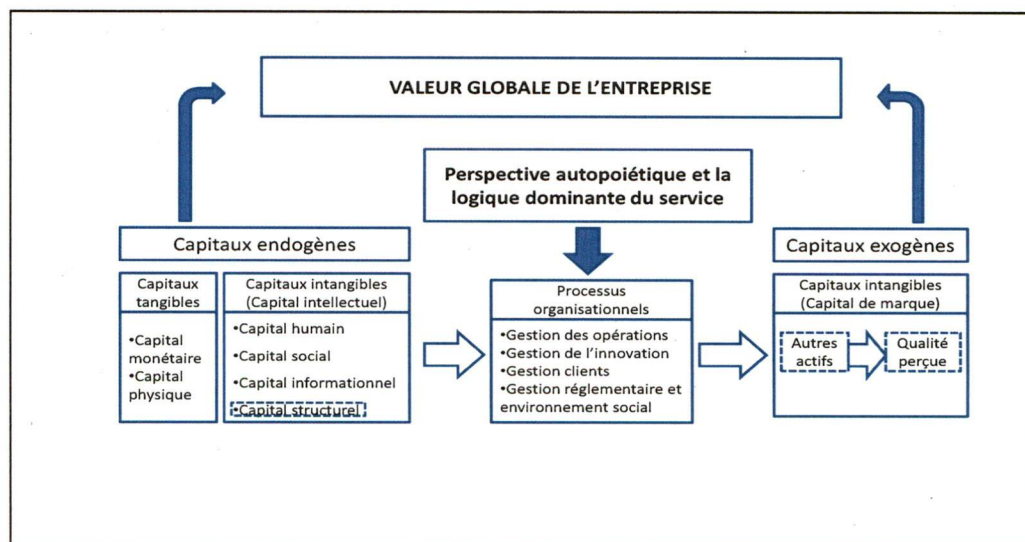 VALEUR GLOBALE DE L’ENTREPRISE
Perspective autopoiétique et la
logique dominante du service
Capitaux endogènes
Capitaux
tangibles
•Capital
monétaire
•Capital
physique
Capitaux intangibles
(Capital intellectuel)
•Capital humain
•Capital social
•Capital informationnel
•Capital structurel
Processus
organisationnels
•Gestion des opérations
•Gestion de l’innovation
•Gestion clients
•Gestion réglementaire et
environnement social
Capitaux exogènes
Capitaux intangibles
(Capital de marque)
Autres
actifs
Qualité
perçue